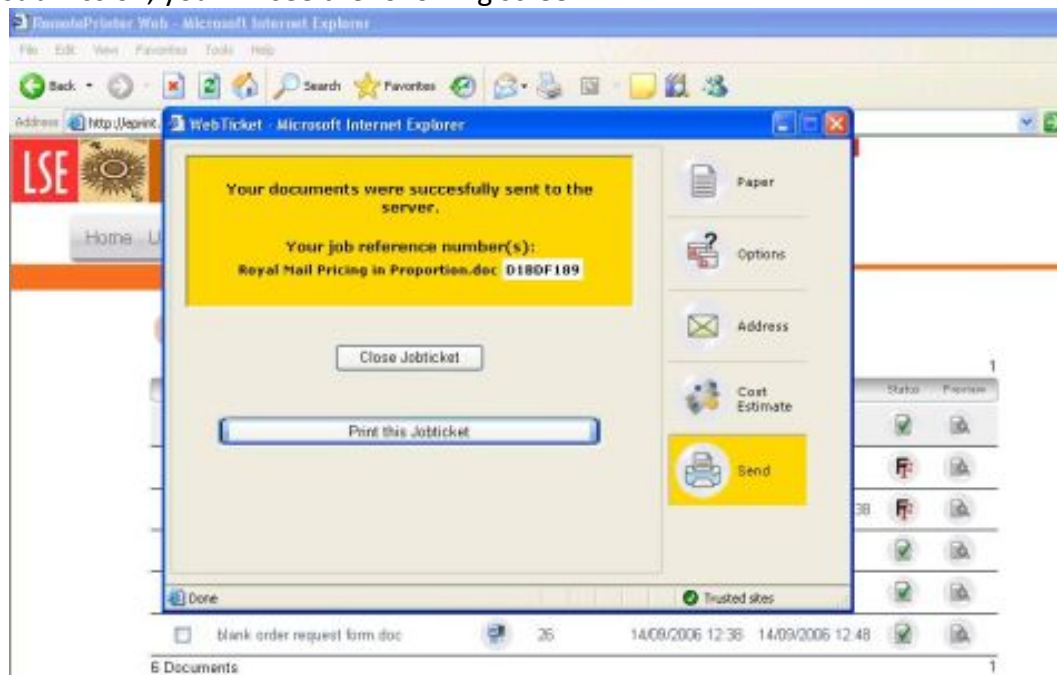 RemotePrinter Web - Microsoft Internet Explorer
File Edit View Favorites Tools Help
Back Search Favorites
Address http://eprint.
WebTicket - Microsoft Internet Explorer
LSE
Home
Your documents were succesfully sent to the
server.
Your job reference number(s):
Royal Mail Pricing in Proportion.doc D18DF189
Close Jobticket
Print this Jobticket
Paper
Options
Address
Cost
Estimate
Send
1
Status Preview
38
Done Trusted sites
blank order request form.doc 26 14/09/2006 12:38 14/09/2006 12:48
6 Documents 1